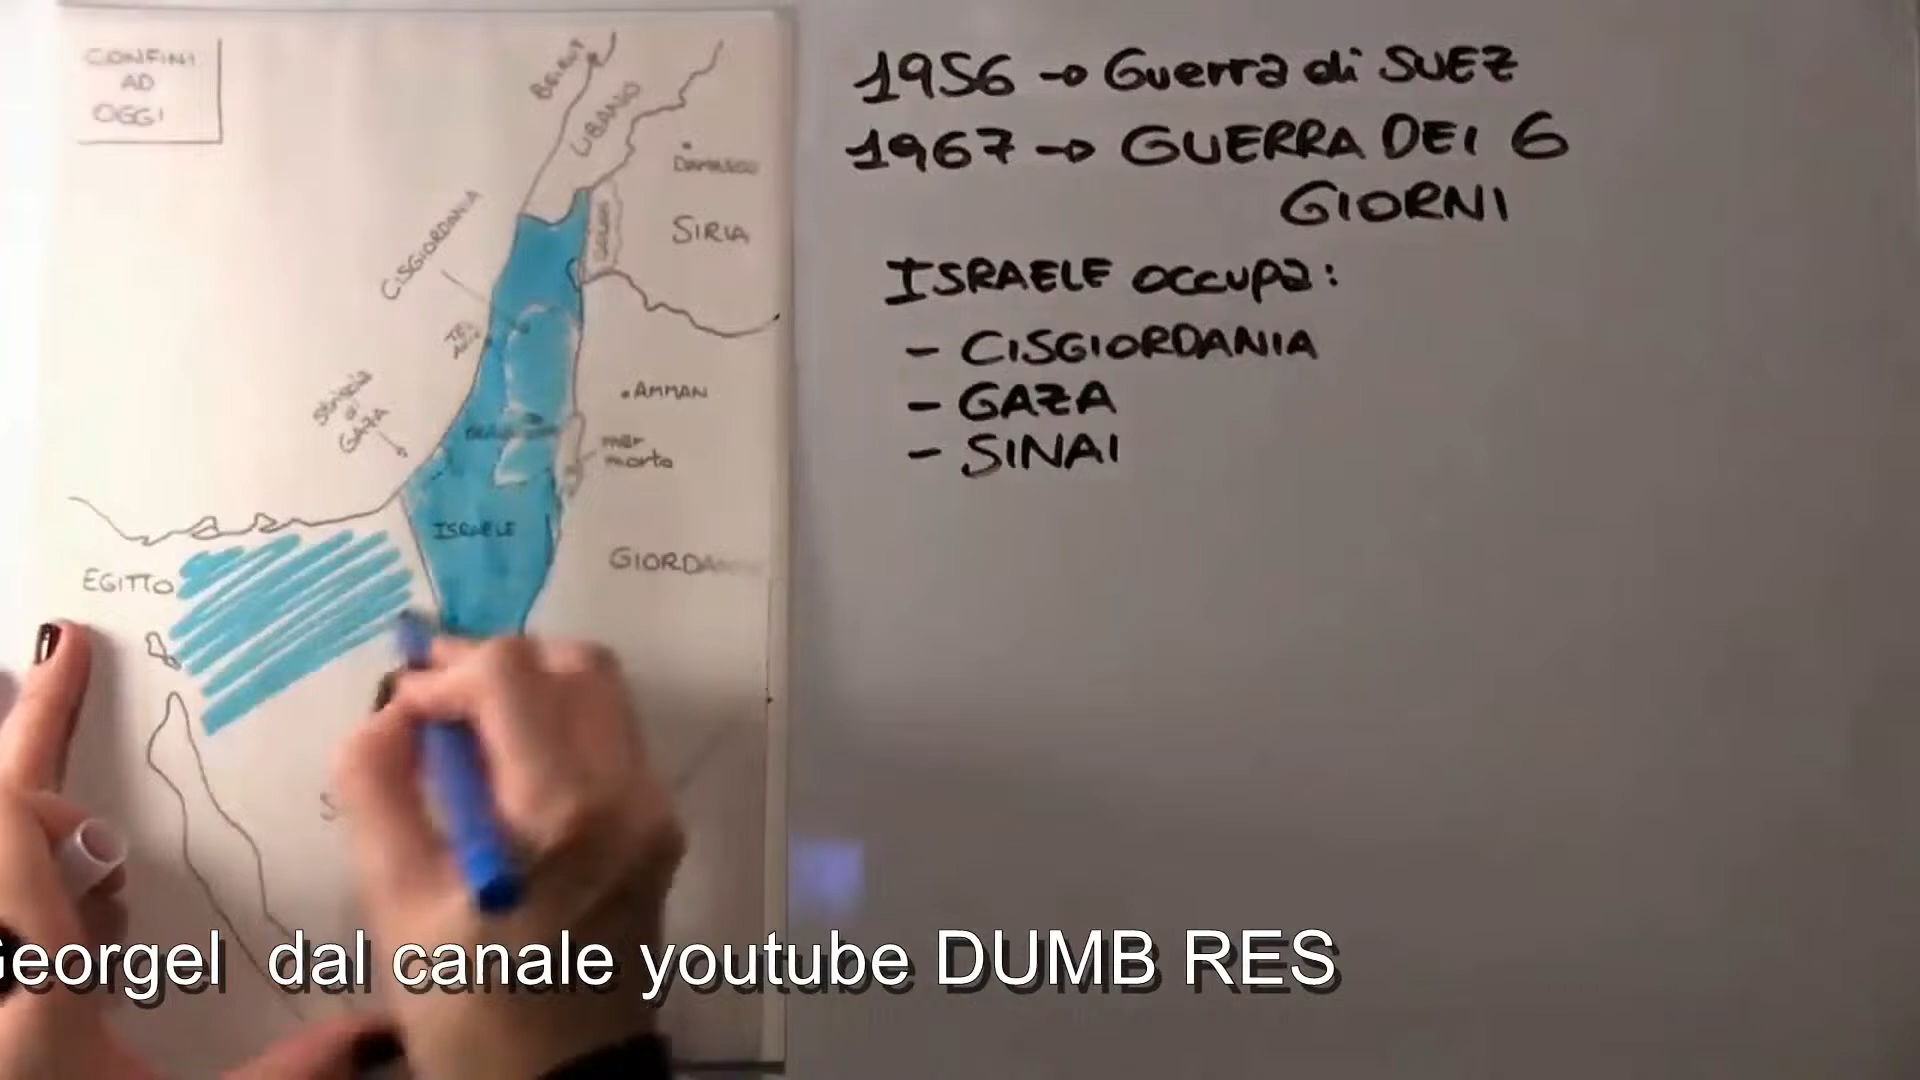 CONFINI
AD
OGGI
BEIRUT
LIBANO
DAMASCO
SIRIA
GOLAN
CISGIORDANIA
TEL
AVIV
Striscia
di
GAZA
AMMAN
mar
morto
ISRAELE
GIORDANIA
EGITTO
1956 → Guerra di SUEZ
1967 → GUERRA DEI 6
GIORNI
ISRAELE occupa:
- CISGIORDANIA
- GAZA
- SINAI
Georgel dal canale youtube DUMB RES